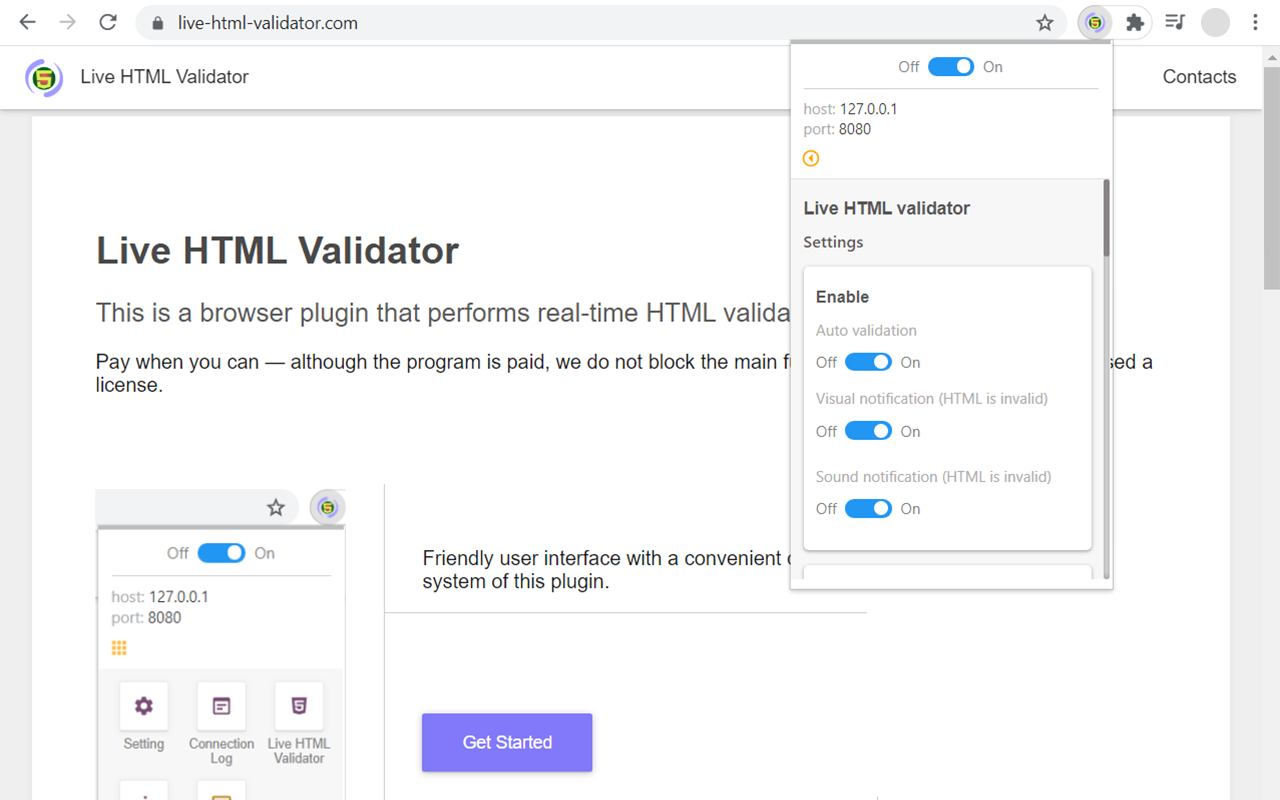 live-html-validator.com
Live HTML Validator
Contacts
Off On
host: 127.0.0.1
port: 8080
Live HTML validator
Settings
Enable
Auto validation
Off On
Visual notification (HTML is invalid)
Off On
Sound notification (HTML is invalid)
Off On
Live HTML Validator
This is a browser plugin that performs real-time HTML valida
Pay when you can — although the program is paid, we do not block the main fu sed a
license.
Off On
host: 127.0.0.1
port: 8080
Setting
Connection Log
Live HTML Validator
Friendly user interface with a convenient
system of this plugin.
Get Started